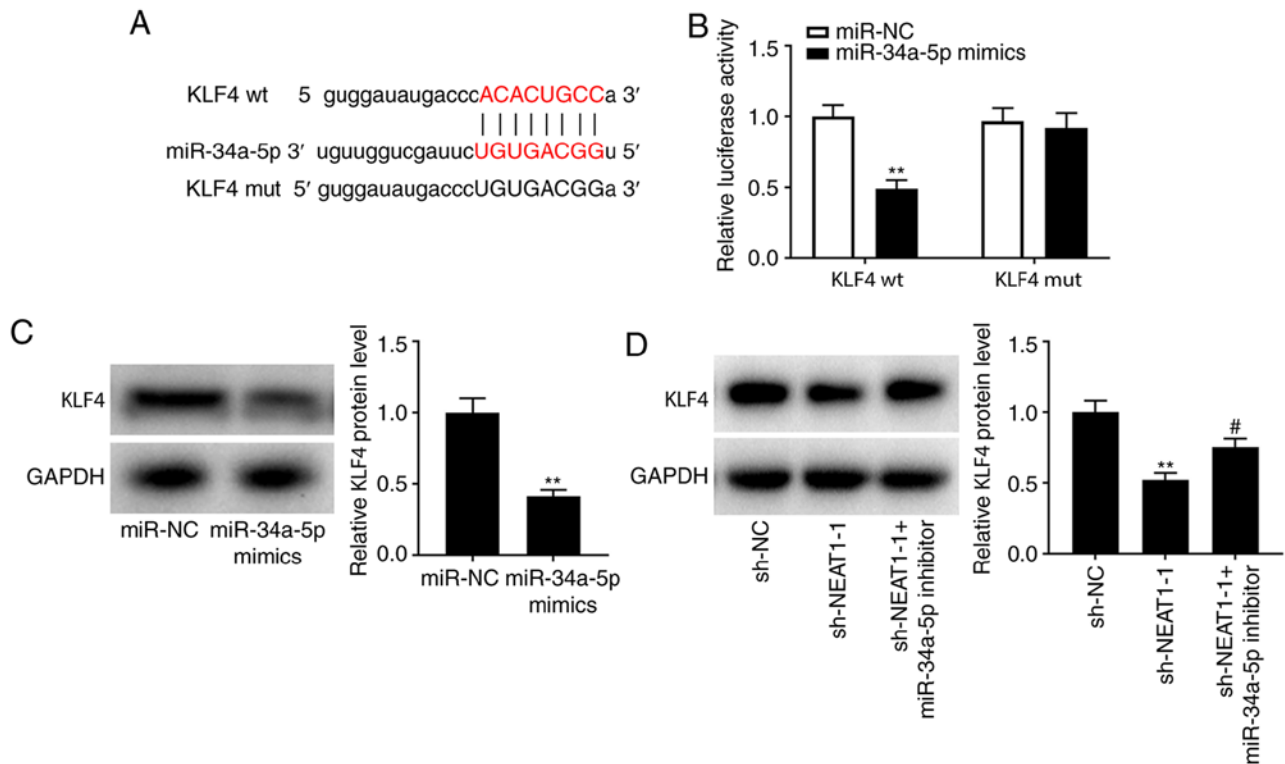 A
KLF4 wt 5 guggauaugacccACACUGCCa 3′
miR-34a-5p 3′ uguuggucgauucUGUGACGGu 5′
KLF4 mut 5′ guggauaugacccUGUGACGGa 3′
B
miR-NC
miR-34a-5p mimics
Relative luciferase activity
1.5
1.0
0.5
0.0
**
KLF4 wt
KLF4 mut
C
KLF4
GAPDH
miR-NC
miR-34a-5p
mimics
Relative KLF4 protein level
1.5
1.0
0.5
0.0
**
miR-NC
miR-34a-5p
mimics
D
KLF4
GAPDH
sh-NC
sh-NEAT1-1
sh-NEAT1-1+
miR-34a-5p inhibitor
Relative KLF4 protein level
1.5
1.0
0.5
0.0
**
#
sh-NC
sh-NEAT1-1
sh-NEAT1-1+
miR-34a-5p inhibitor